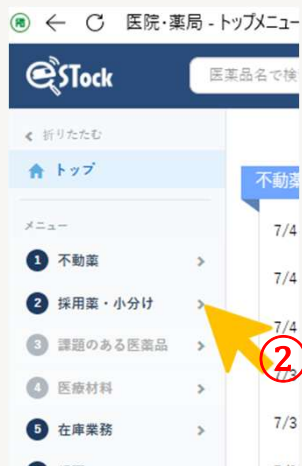 医院・薬局 - トップメニュー
eSTock
医薬品名で検
折りたたむ
トップ
不動薬
メニュー
7/4
1 不動薬
7/4
2 採用薬・小分け
7/4
②
3 課題のある医薬品
7/3
4 医療材料
5 在庫業務
7/3